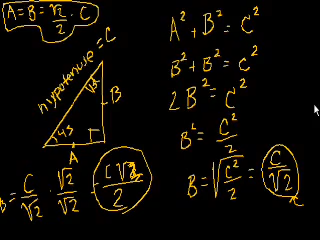 A = B = √2/2 · C
hypotenuse = C
√2
B
45
A
B = C/√2 · √2/√2 = C√2/2
A² + B² = C²
B² + B² = C²
2B² = C²
B² = C²/2
B = √(C²/2) = C/√2